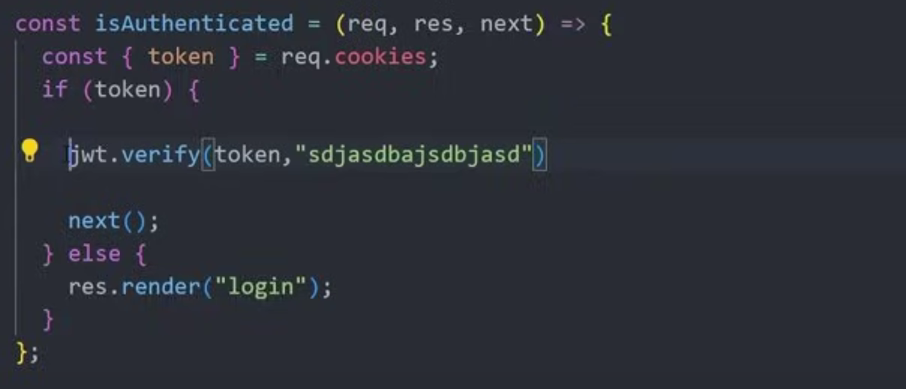 const isAuthenticated = (req, res, next) => {
const { token } = req.cookies;
if (token) {
jwt.verify(token,"sdjasdbajsdbjasd")
next();
} else {
res.render("login");
}
};